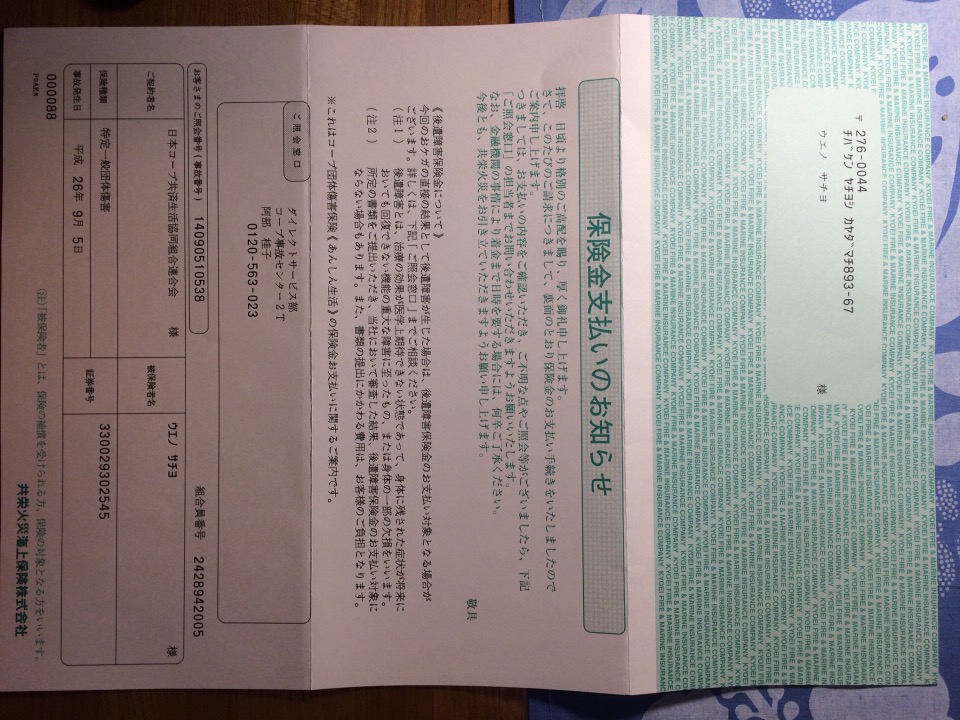 KYOEI FIRE & MARINE INSURANCE COMPANY
〒 276-0044
チバケン ヤチヨシ カヤダマチ893-67
ウエノ サチヨ 様
保険金支払いのお知らせ
拝啓 日頃より格別のご高配を賜り、厚く御礼申し上げます。
さて、このたびのご請求につきまして、裏面のとおり保険金のお支払い手続きをいたしましたので
ご案内申し上げます。
つきましては、お支払いの内容をご確認いただき、ご不明な点やご照会等がございましたら、下記
「ご照会窓口」の担当者までお問い合わせいただきますようお願いいたします。
なお、金融機関の事情により着金まで日時を要する場合には、何卒ご了承ください。
今後とも、共栄火災をお引き立ていただきますようお願い申し上げます。
敬具
《後遺障害保険金について》
今回のおケガの直接の結果として後遺障害が生じた場合は、後遺障害保険金のお支払い対象となる場合が
ございます。詳しくは、下記「ご照会窓口」までご相談ください。
(注1) 後遺障害とは、治療の効果が医学上期待できない状態であって、身体に残された症状が将来に
おいても回復できない機能の重大な障害に至ったもの、または身体の一部の欠損をいいます。
(注2) 所定の書類をご提出いただき、当社において審査した結果、後遺障害保険金のお支払い対象に
ならない場合もあります。また、書類の提出にかかわる費用は、お客様のご負担となります。
※これはコープ団体傷害保険《あんしん生活》の保険金お支払いに関するご案内です。
ご照会窓口
ダイレクトサービス部
コープ事故センター2T
阿部 桂子
0120-563-023
お客さまのご照会番号(事故番号) 1409051053​8 組合員番号 2428942005
ご契約者名 日本コープ共済生活協同組合連合会 様 被保険者名 ウエノ サチヨ 様
保険種類 特定一般団体傷害 証券番号 330029302545
事故発生日 平成 26年 9月 5日
(注)「被保険者」とは、保険の補償を受けられる方、保険の対象となる方をいいます。
000088
共栄火災海上保険株式会社